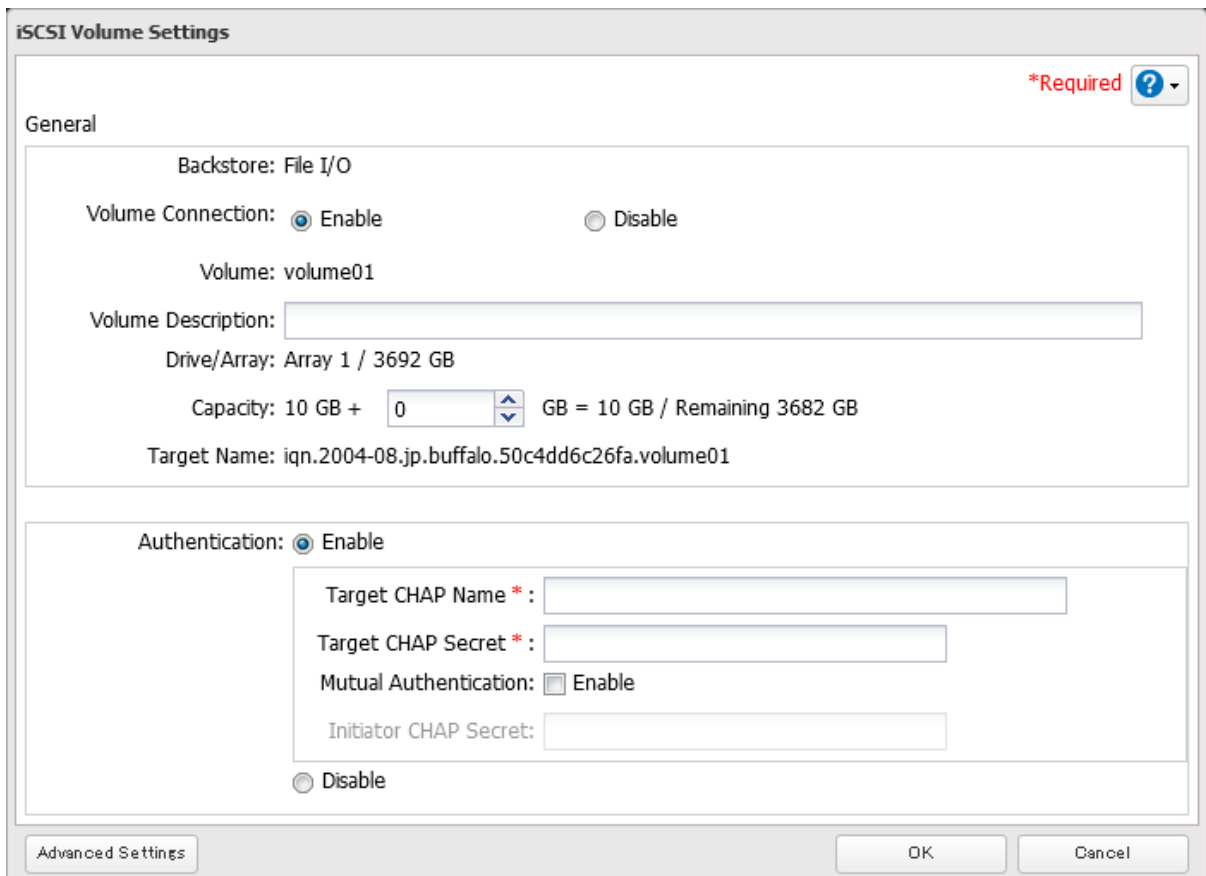 iSCSI Volume Settings
*Required
General
Backstore: File I/O
Volume Connection: Enable Disable
Volume: volume01
Volume Description:
Drive/Array: Array 1 / 3692 GB
Capacity: 10 GB + 0 GB = 10 GB / Remaining 3682 GB
Target Name: iqn.2004-08.jp.buffalo.50c4dd6c26fa.volume01
Authentication: Enable
Target CHAP Name * :
Target CHAP Secret * :
Mutual Authentication: Enable
Initiator CHAP Secret:
Disable
Advanced Settings OK Cancel